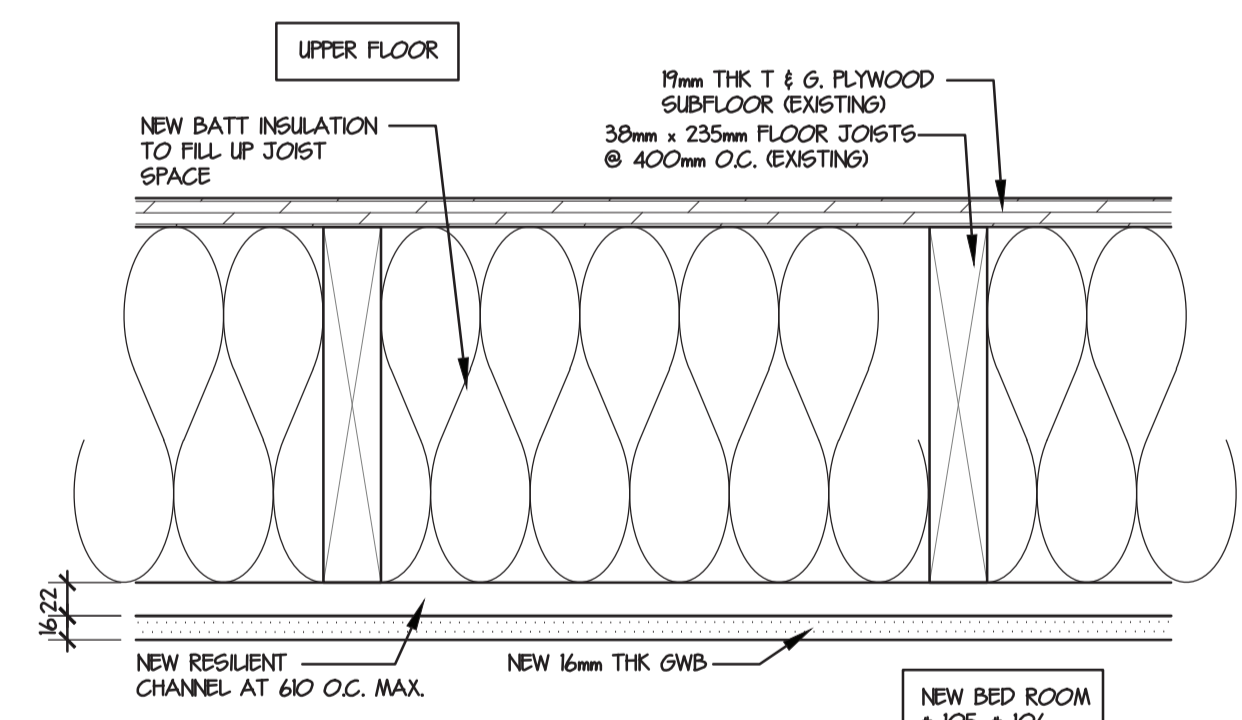 UPPER FLOOR
19mm THK T & G. PLYWOOD
SUBFLOOR (EXISTING)
NEW BATT INSULATION
TO FILL UP JOIST
SPACE
38mm x 235mm FLOOR JOISTS
@ 400mm O.C. (EXISTING)
22
16
NEW RESILIENT
CHANNEL AT 610 O.C. MAX.
NEW 16mm THK GWB
NEW BED ROOM